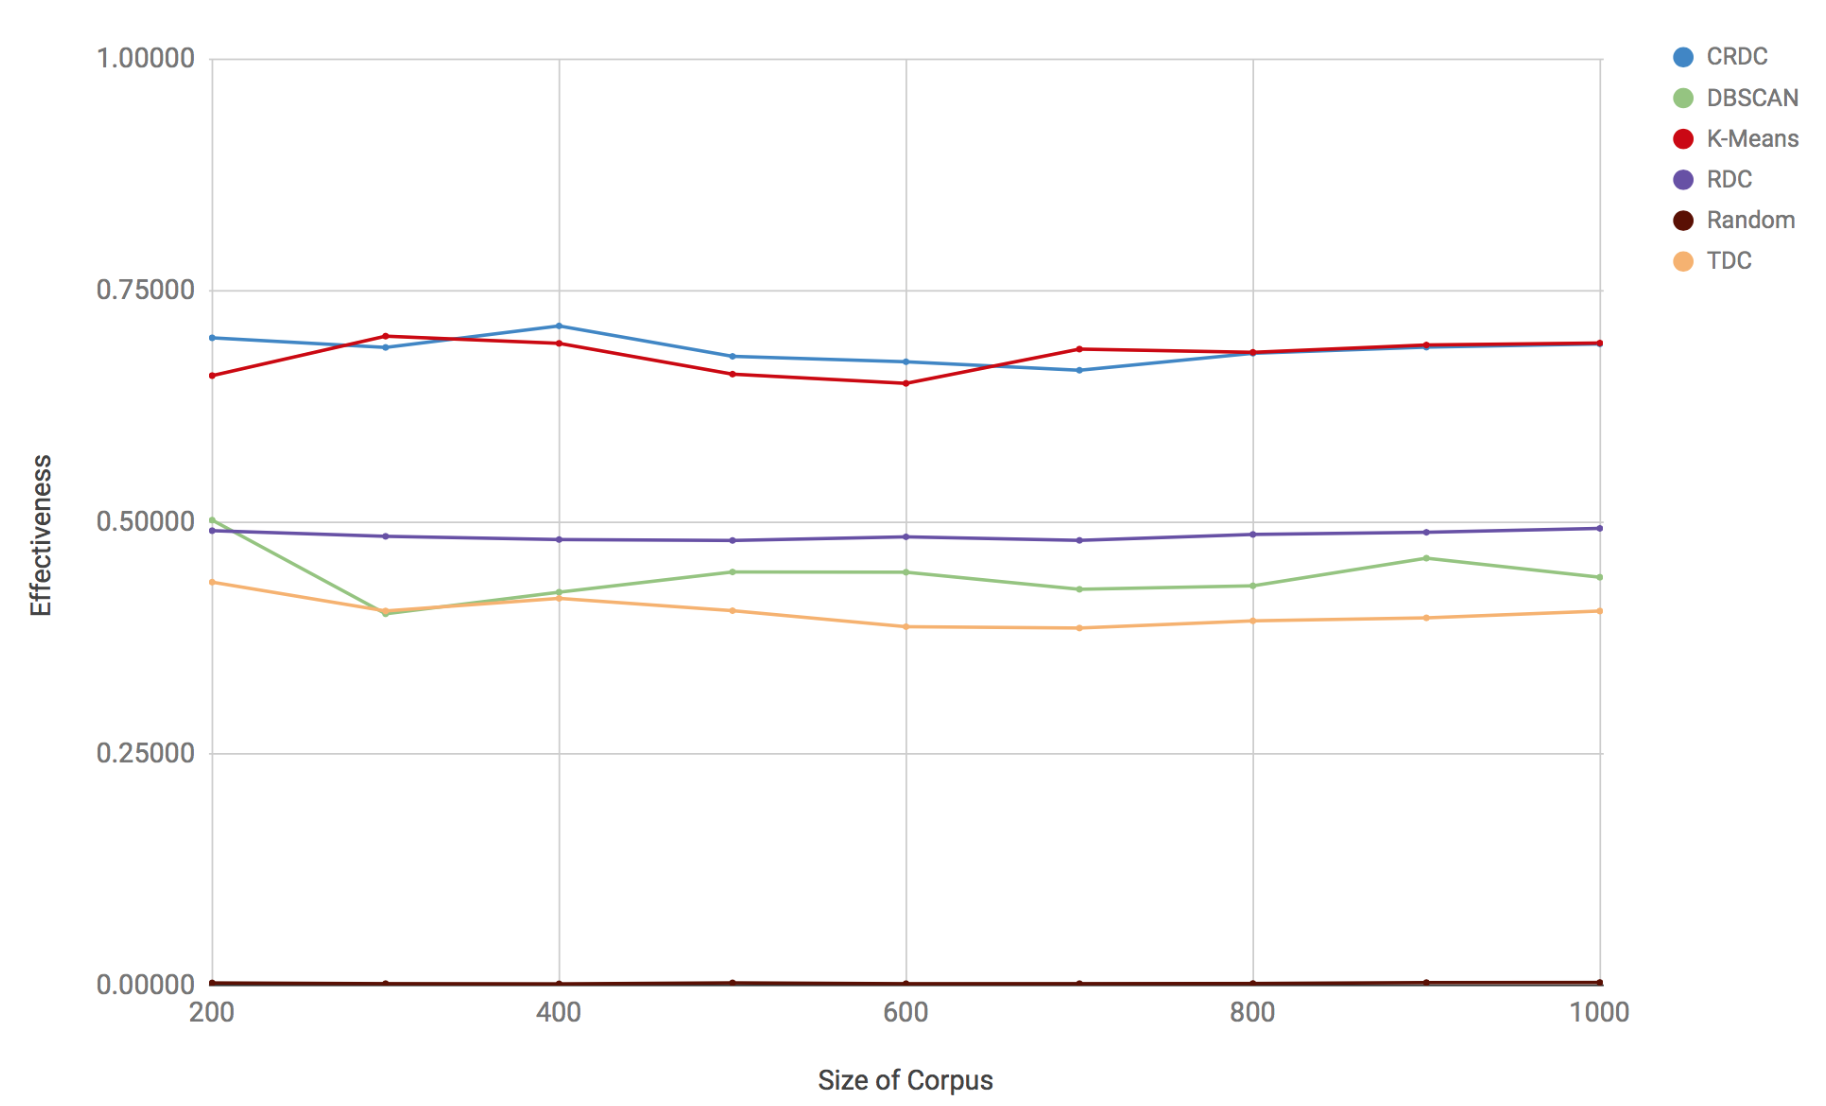 1.00000
0.75000
0.50000
0.25000
0.00000
Effectiveness
200
400
600
800
1000
Size of Corpus
CRDC
DBSCAN
K-Means
RDC
Random
TDC